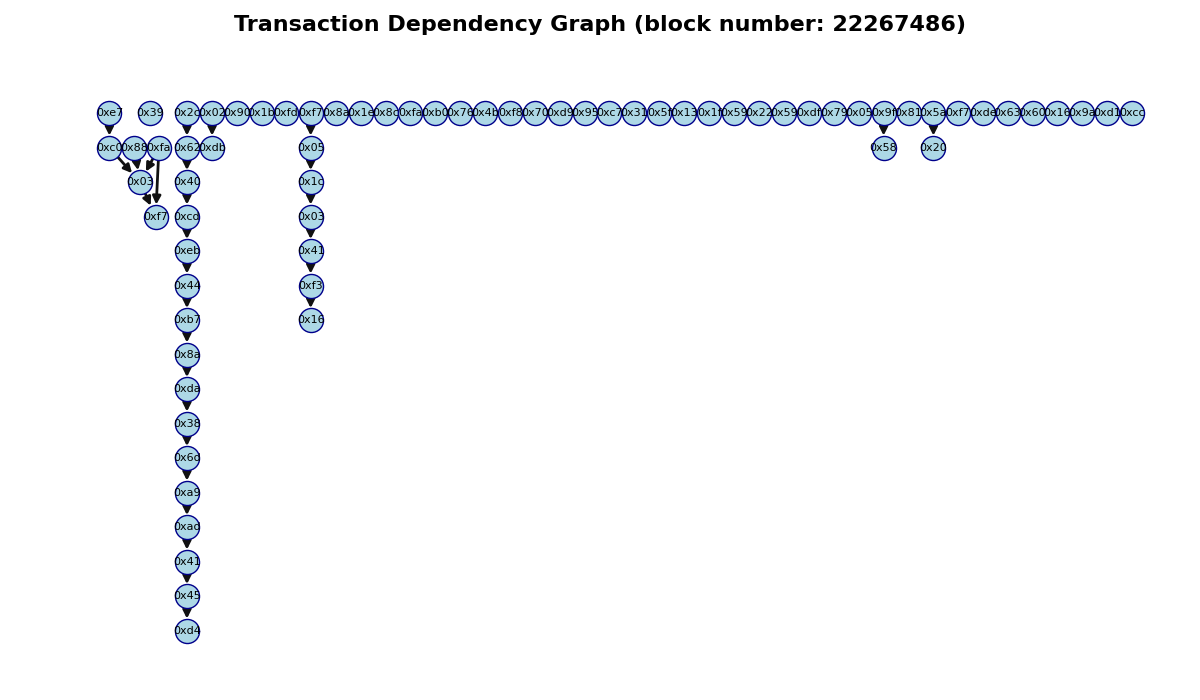 Transaction Dependency Graph (block number: 22267486)
0xe7 0x39 0x2c 0x02 0x90 0x1b 0xfd 0xf7 0x8a 0x1e 0x8c 0xfa 0xb0 0x76 0x4b 0xf8 0x70 0xd9 0x95 0xc7 0x31 0x5f 0x13 0x1f 0x59 0x22 0x59 0xdf 0x79 0x05 0x9f 0x81 0x5a 0xf7 0xde 0x63 0x60 0x16 0x9a 0xd1 0xcc
0xc0 0x88 0xfa 0x62 0xdb 0x05 0x58 0x20
0x03 0x40 0x1c
0xf7 0xcd 0x03
0xeb 0x41
0x44 0xf3
0xb7 0x16
0x8a
0xda
0x38
0x6d
0xa9
0xad
0x41
0x45
0xd4